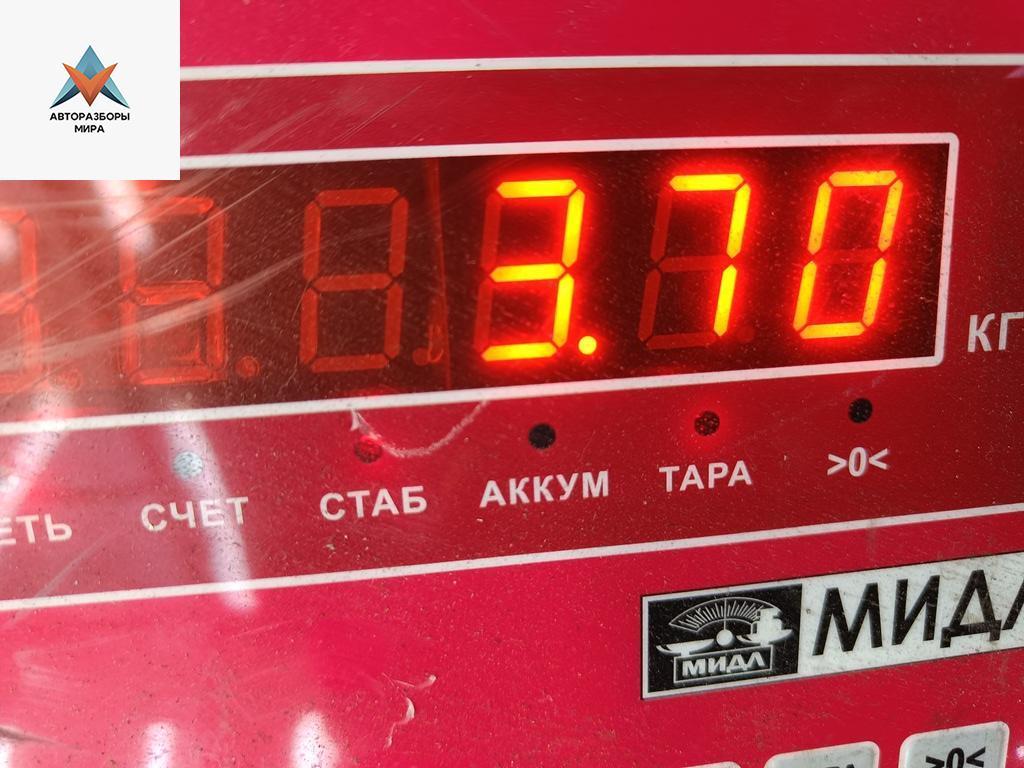 АВТОРАЗБОРЫ
МИРА
3.70
КГ
СЧЕТ
СТАБ
АККУМ
ТАРА
>0<
МИДЛ
МИДЛ
>0<